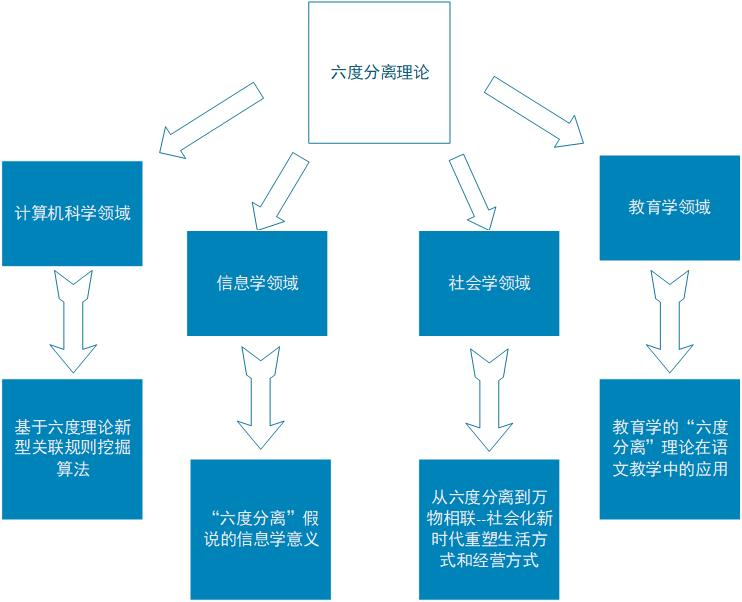 六度分离理论
计算机科学领域
信息学领域
社会学领域
教育学领域
基于六度理论新
型关联规则挖掘
算法
“六度分离”假
说的信息学意义
从六度分离到万
物相联--社会化新
时代重塑生活方
式和经营方式
教育学的“六度
分离”理论在语
文教学中的应用